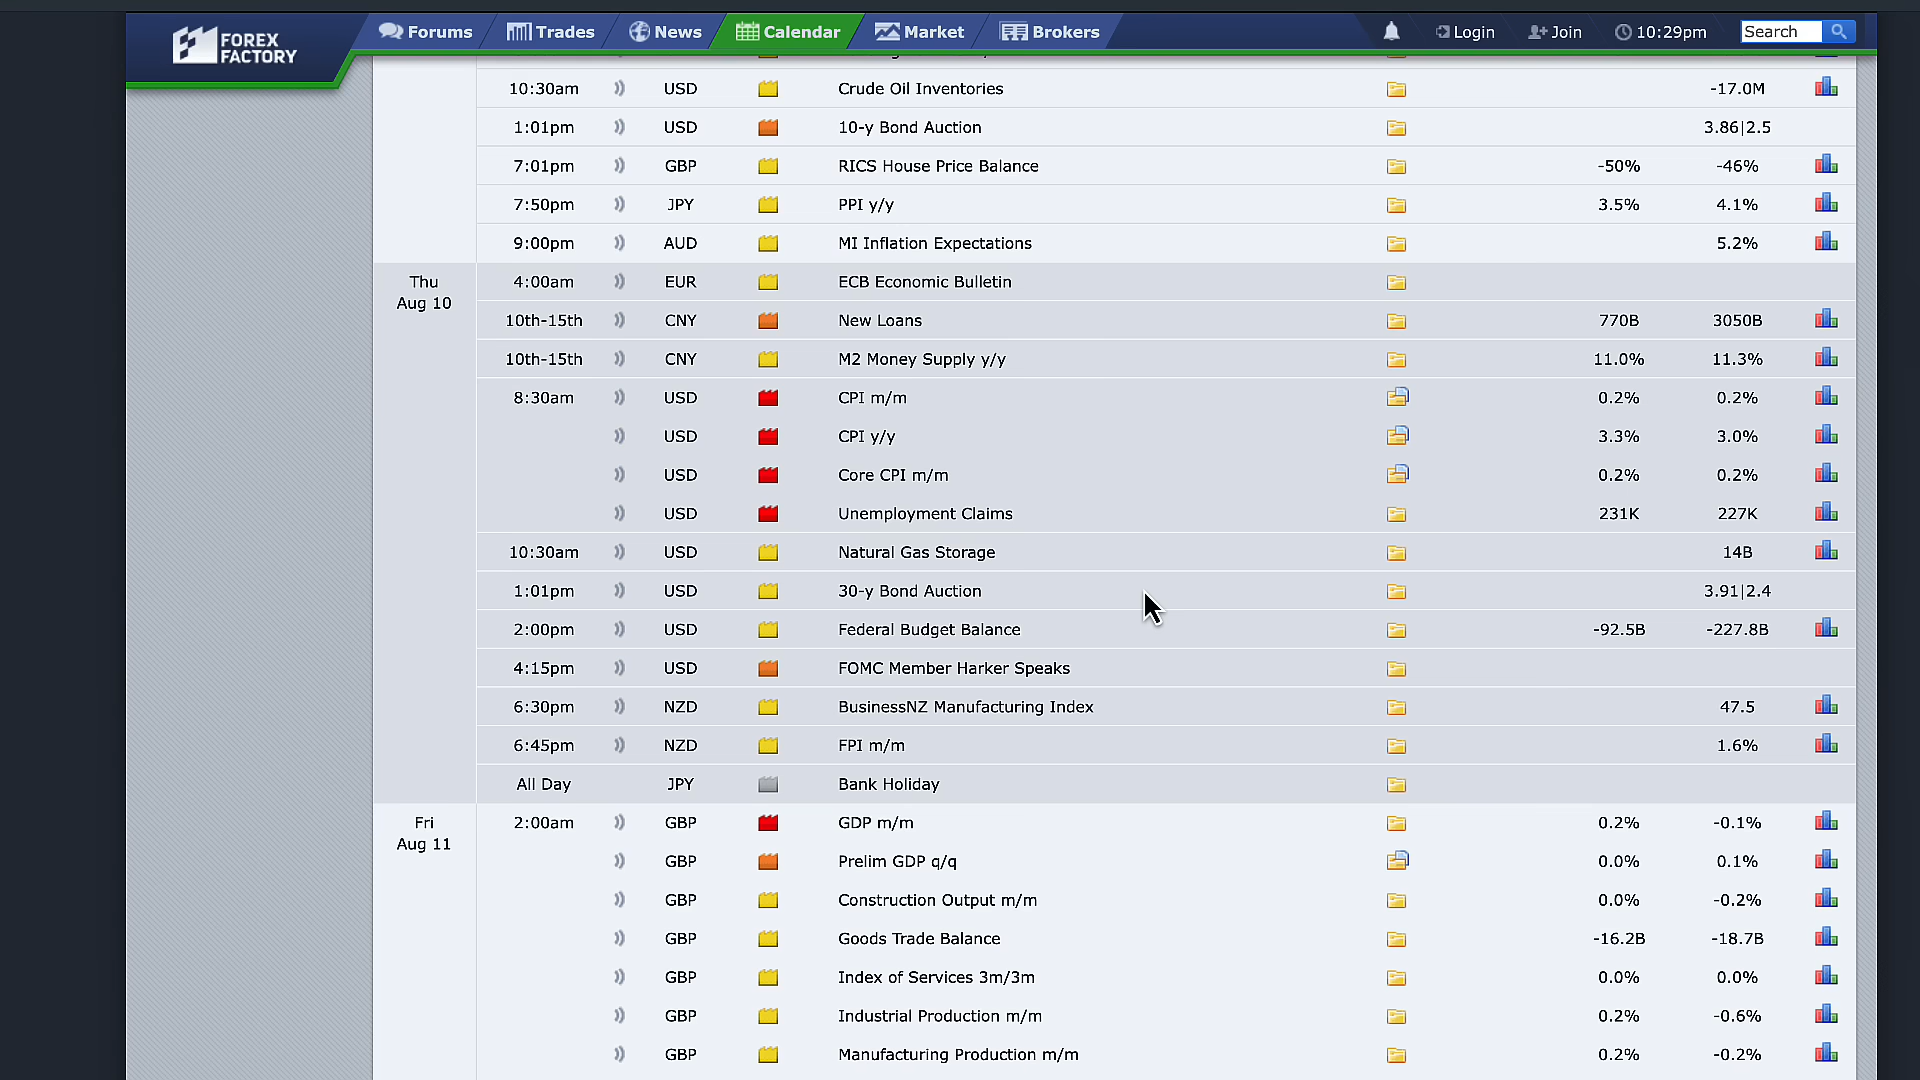 FOREX FACTORY
Forums Trades News Calendar Market Brokers Login Join 10:29pm Search
10:30am USD Crude Oil Inventories -17.0M
1:01pm USD 10-y Bond Auction 3.86|2.5
7:01pm GBP RICS House Price Balance -50% -46%
7:50pm JPY PPI y/y 3.5% 4.1%
9:00pm AUD MI Inflation Expectations 5.2%
Thu Aug 10 4:00am EUR ECB Economic Bulletin
10th-15th CNY New Loans 770B 3050B
10th-15th CNY M2 Money Supply y/y 11.0% 11.3%
8:30am USD CPI m/m 0.2% 0.2%
USD CPI y/y 3.3% 3.0%
USD Core CPI m/m 0.2% 0.2%
USD Unemployment Claims 231K 227K
10:30am USD Natural Gas Storage 14B
1:01pm USD 30-y Bond Auction 3.91|2.4
2:00pm USD Federal Budget Balance -92.5B -227.8B
4:15pm USD FOMC Member Harker Speaks
6:30pm NZD BusinessNZ Manufacturing Index 47.5
6:45pm NZD FPI m/m 1.6%
All Day JPY Bank Holiday
Fri Aug 11 2:00am GBP GDP m/m 0.2% -0.1%
GBP Prelim GDP q/q 0.0% 0.1%
GBP Construction Output m/m 0.0% -0.2%
GBP Goods Trade Balance -16.2B -18.7B
GBP Index of Services 3m/3m 0.0% 0.0%
GBP Industrial Production m/m 0.2% -0.6%
GBP Manufacturing Production m/m 0.2% -0.2%